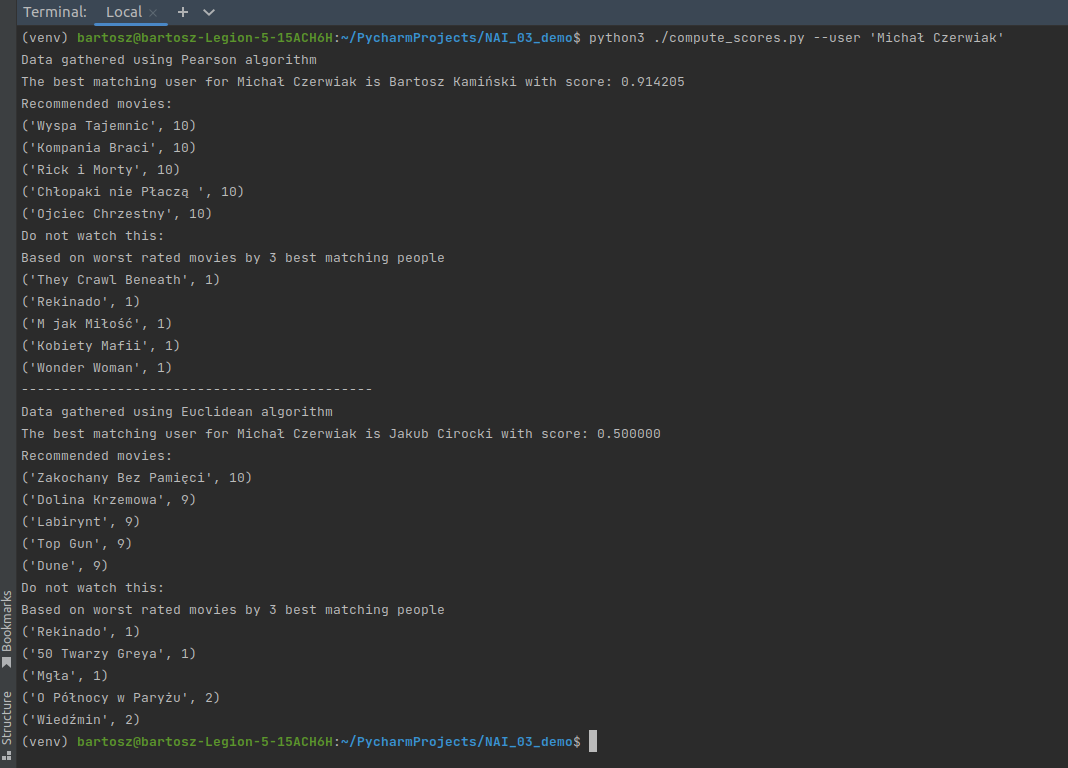 Terminal: Local × + ⌄
(venv) bartosz@bartosz-Legion-5-15ACH6H:~/PycharmProjects/NAI_03_demo$ python3 ./compute_scores.py --user 'Michał Czerwiak'
Data gathered using Pearson algorithm
The best matching user for Michał Czerwiak is Bartosz Kamiński with score: 0.914205
Recommended movies:
('Wyspa Tajemnic', 10)
('Kompania Braci', 10)
('Rick i Morty', 10)
('Chłopaki nie Płaczą ', 10)
('Ojciec Chrzestny', 10)
Do not watch this:
Based on worst rated movies by 3 best matching people
('They Crawl Beneath', 1)
('Rekinado', 1)
('M jak Miłość', 1)
('Kobiety Mafii', 1)
('Wonder Woman', 1)
--------------------------------------------
Data gathered using Euclidean algorithm
The best matching user for Michał Czerwiak is Jakub Cirocki with score: 0.500000
Recommended movies:
('Zakochany Bez Pamięci', 10)
('Dolina Krzemowa', 9)
('Labirynt', 9)
('Top Gun', 9)
('Dune', 9)
Do not watch this:
Based on worst rated movies by 3 best matching people
('Rekinado', 1)
('50 Twarzy Greya', 1)
('Mgła', 1)
('O Północy w Paryżu', 2)
('Wiedźmin', 2)
(venv) bartosz@bartosz-Legion-5-15ACH6H:~/PycharmProjects/NAI_03_demo$
Bookmarks
Structure